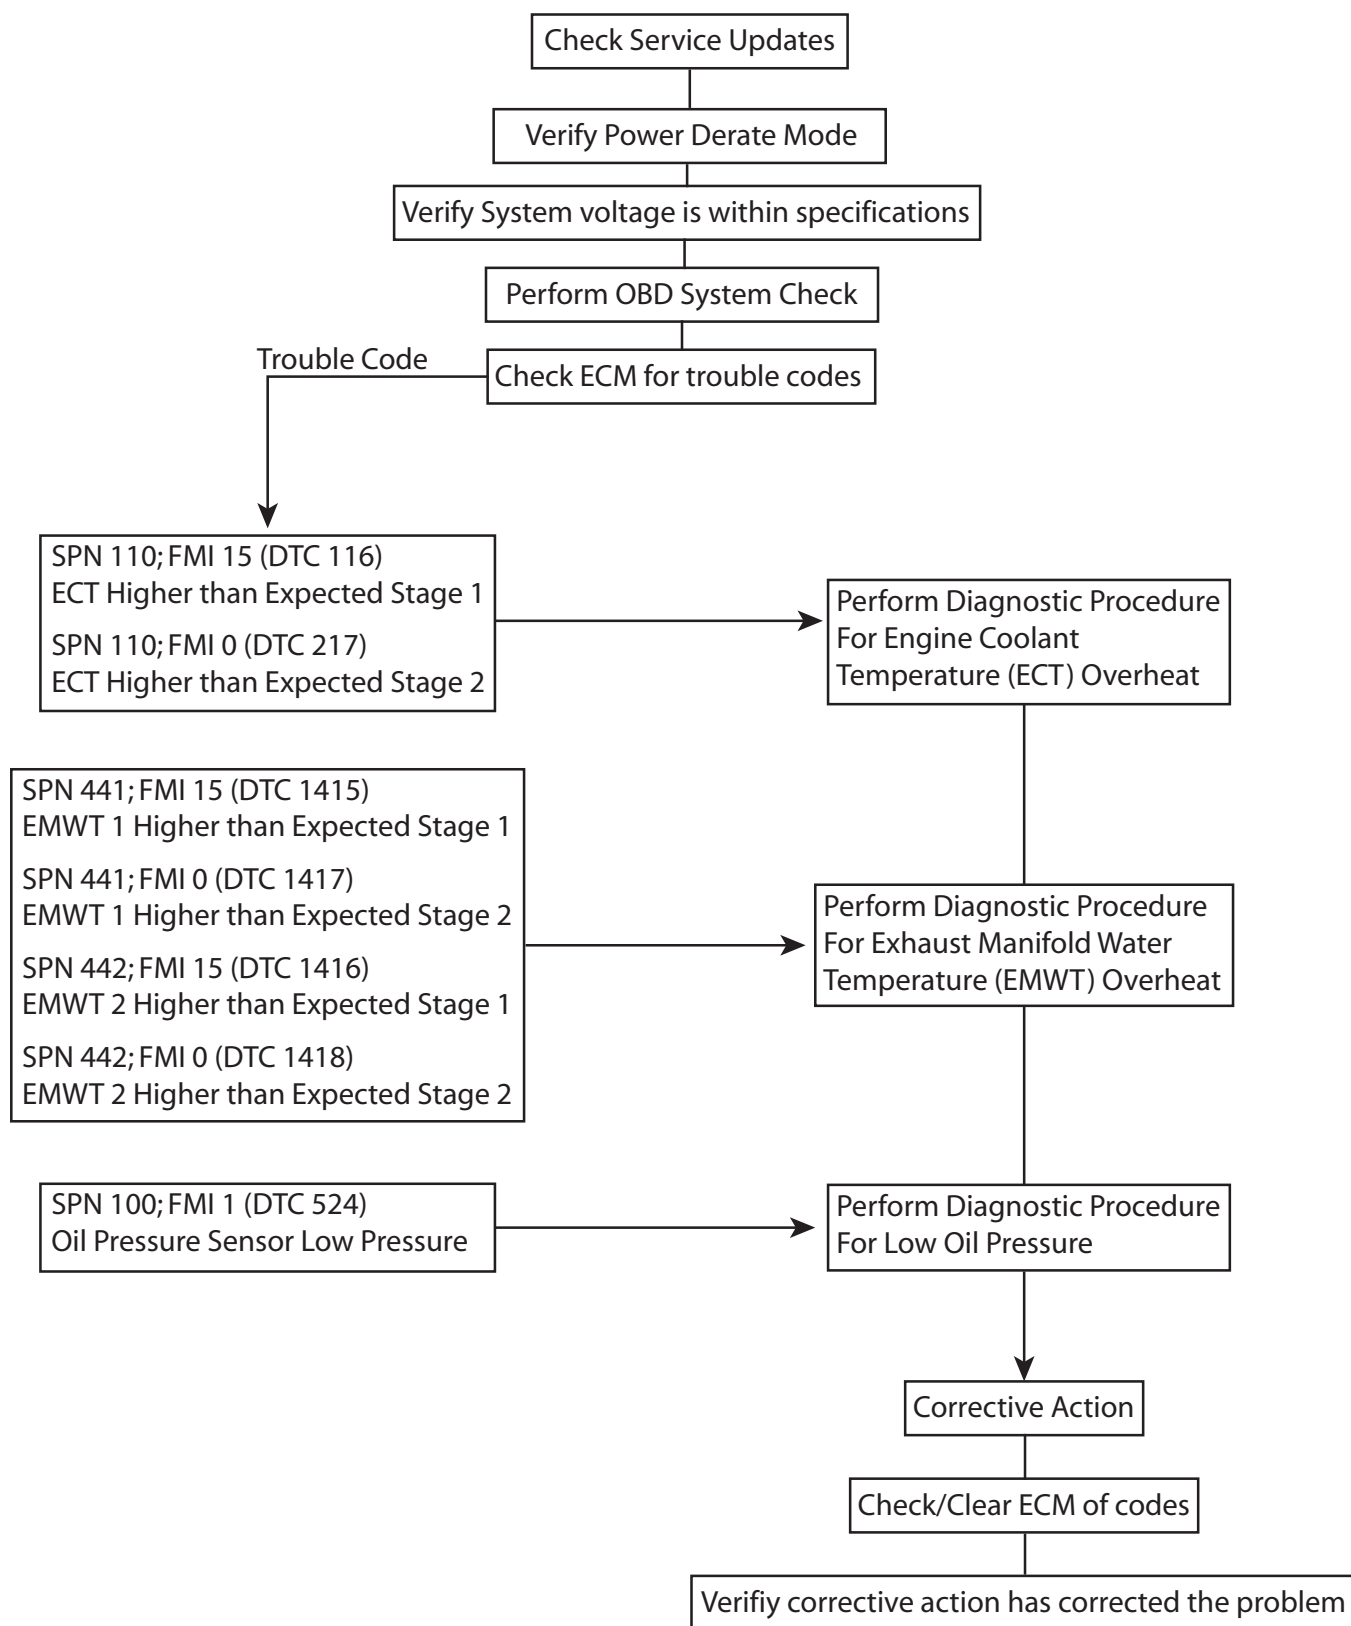 Check Service Updates
Verify Power Derate Mode
Verify System voltage is within specifications
Perform OBD System Check
Trouble Code
Check ECM for trouble codes
SPN 110; FMI 15 (DTC 116)
ECT Higher than Expected Stage 1
SPN 110; FMI 0 (DTC 217)
ECT Higher than Expected Stage 2
Perform Diagnostic Procedure
For Engine Coolant
Temperature (ECT) Overheat
SPN 441; FMI 15 (DTC 1415)
EMWT 1 Higher than Expected Stage 1
SPN 441; FMI 0 (DTC 1417)
EMWT 1 Higher than Expected Stage 2
SPN 442; FMI 15 (DTC 1416)
EMWT 2 Higher than Expected Stage 1
SPN 442; FMI 0 (DTC 1418)
EMWT 2 Higher than Expected Stage 2
Perform Diagnostic Procedure
For Exhaust Manifold Water
Temperature (EMWT) Overheat
SPN 100; FMI 1 (DTC 524)
Oil Pressure Sensor Low Pressure
Perform Diagnostic Procedure
For Low Oil Pressure
Corrective Action
Check/Clear ECM of codes
Verifiy corrective action has corrected the problem